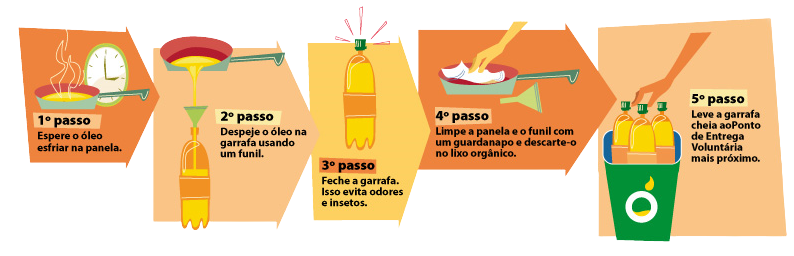 1º passo
Espere o óleo
esfriar na panela.
2º passo
Despeje o óleo na
garrafa usando
um funil.
3º passo
Feche a garrafa.
Isso evita odores
e insetos.
4º passo
Limpe a panela e o funil com
um guardanapo e descarte-o
no lixo orgânico.
5º passo
Leve a garrafa
cheia aoPonto
de Entrega
Voluntária
mais próximo.